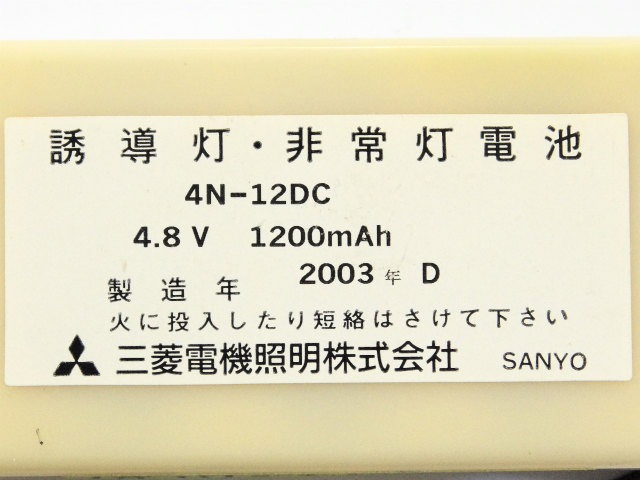 誘導灯・非常灯電池
4N-12DC
4.8V 1200mAh
製造年 2003年 D
火に投入したり短絡はさけて下さい
三菱電機照明株式会社 SANYO